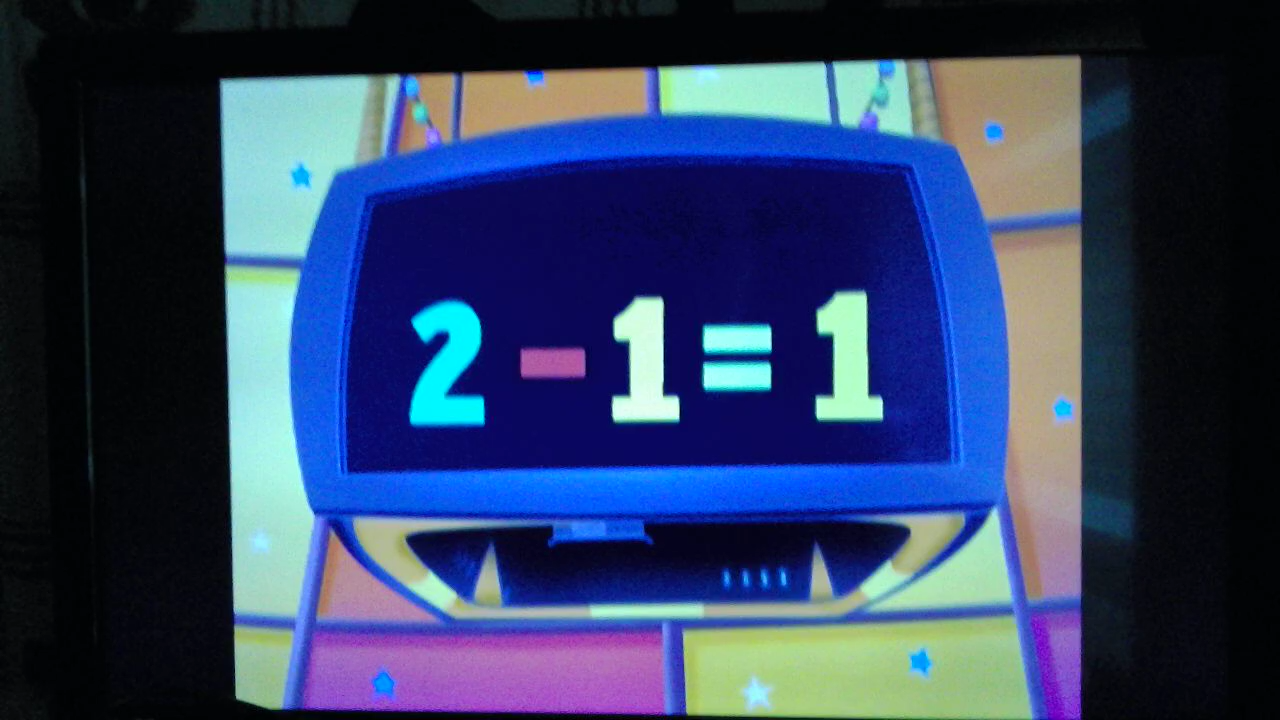 2 - 1 = 1